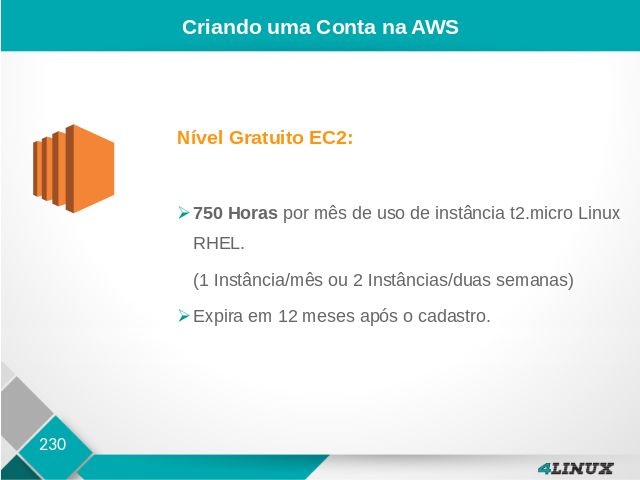 Criando uma Conta na AWS
Nível Gratuito EC2:
750 Horas por mês de uso de instância t2.micro Linux
RHEL.
(1 Instância/mês ou 2 Instâncias/duas semanas)
Expira em 12 meses após o cadastro.
230
4LINUX